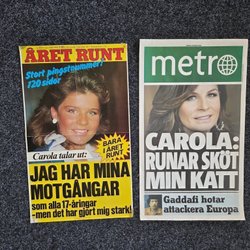 ÅRET RUNT
Stort pingstnummer!
120 sidor
BARA I
ÅRET
RUNT
Carola talar ut:
JAG HAR MINA
MOTGÅNGAR
som alla 17-åringar
–men det har gjort mig stark!
metro
CAROLA:
RUNAR SKÖT
MIN KATT
Gaddafi hotar
attackera Europa